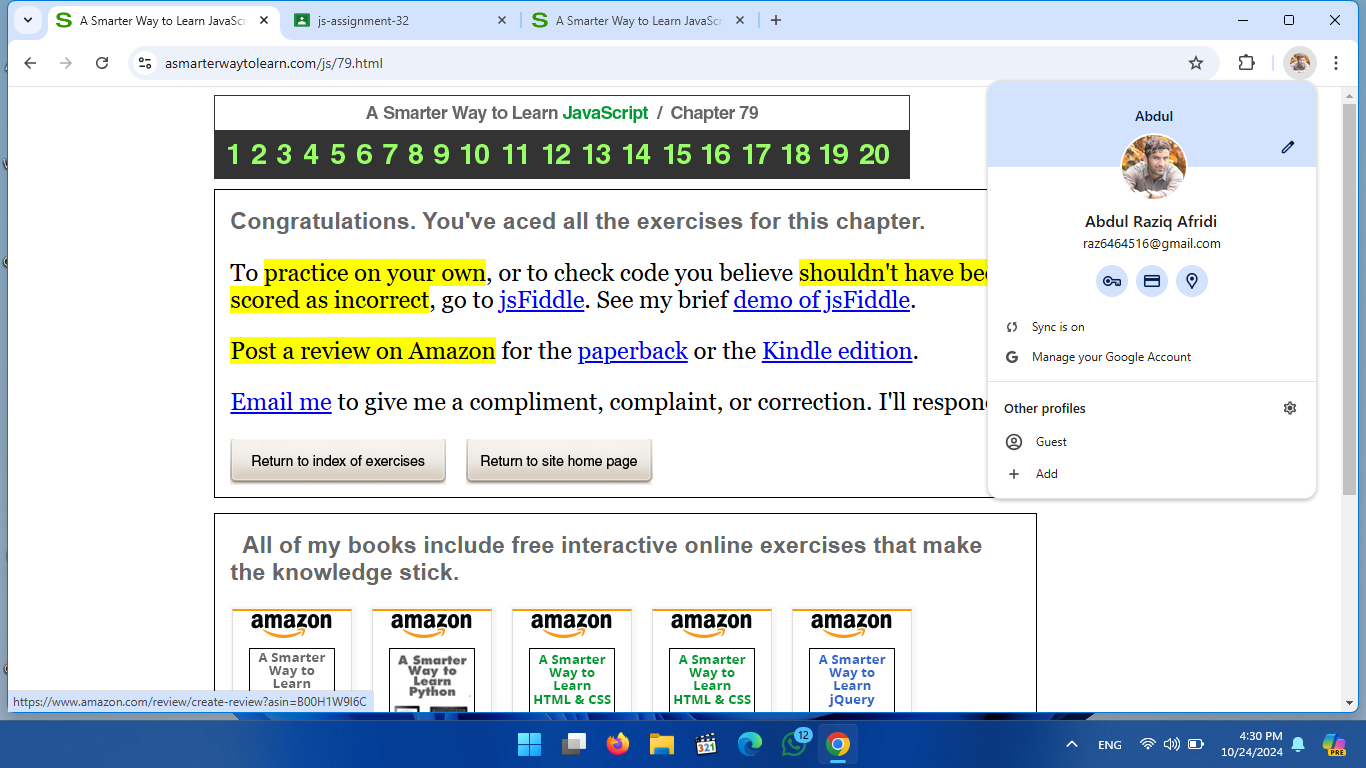 A Smarter Way to Learn JavaScr
js-assignment-32
A Smarter Way to Learn JavaScr
asmarterwaytolearn.com/js/79.html
A Smarter Way to Learn JavaScript / Chapter 79
1 2 3 4 5 6 7 8 9 10 11 12 13 14 15 16 17 18 19 20
Congratulations. You've aced all the exercises for this chapter.
To practice on your own, or to check code you believe shouldn't have bee
scored as incorrect, go to jsFiddle. See my brief demo of jsFiddle.
Post a review on Amazon for the paperback or the Kindle edition.
Email me to give me a compliment, complaint, or correction. I'll respon
Return to index of exercises
Return to site home page
All of my books include free interactive online exercises that make
the knowledge stick.
amazon
A Smarter
Way to
Learn
amazon
A Smarter
Way to
Learn
Python
amazon
A Smarter
Way to
Learn
HTML & CSS
amazon
A Smarter
Way to
Learn
HTML & CSS
amazon
A Smarter
Way to
Learn
jQuery
https://www.amazon.com/review/create-review?asin=B00H1W9I6C
Abdul
Abdul Raziq Afridi
raz6464516@gmail.com
Sync is on
Manage your Google Account
Other profiles
Guest
Add
321
12
ENG
4:30 PM
10/24/2024
PRE